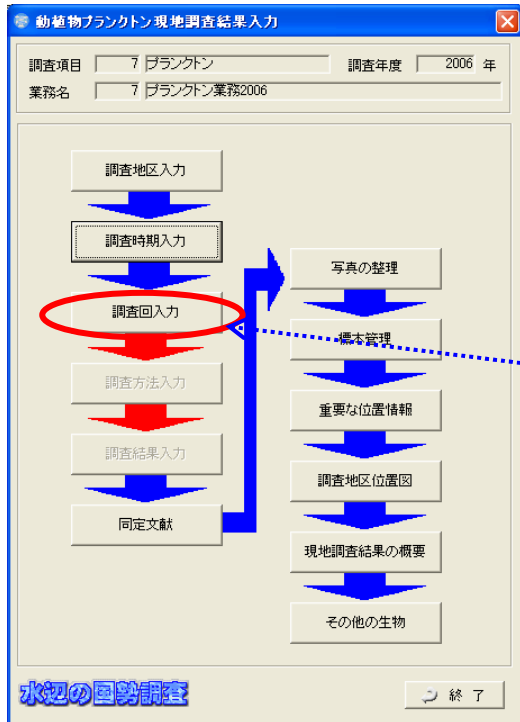 動植物プランクトン現地調査結果入力
調査項目 7 プランクトン 調査年度 2006 年
業務名 7 プランクトン業務2006
調査地区入力
調査時期入力
調査回入力
調査方法入力
調査結果入力
同定文献
写真の整理
標本管理
重要な位置情報
調査地区位置図
現地調査結果の概要
その他の生物
水辺の国勢調査
終 了